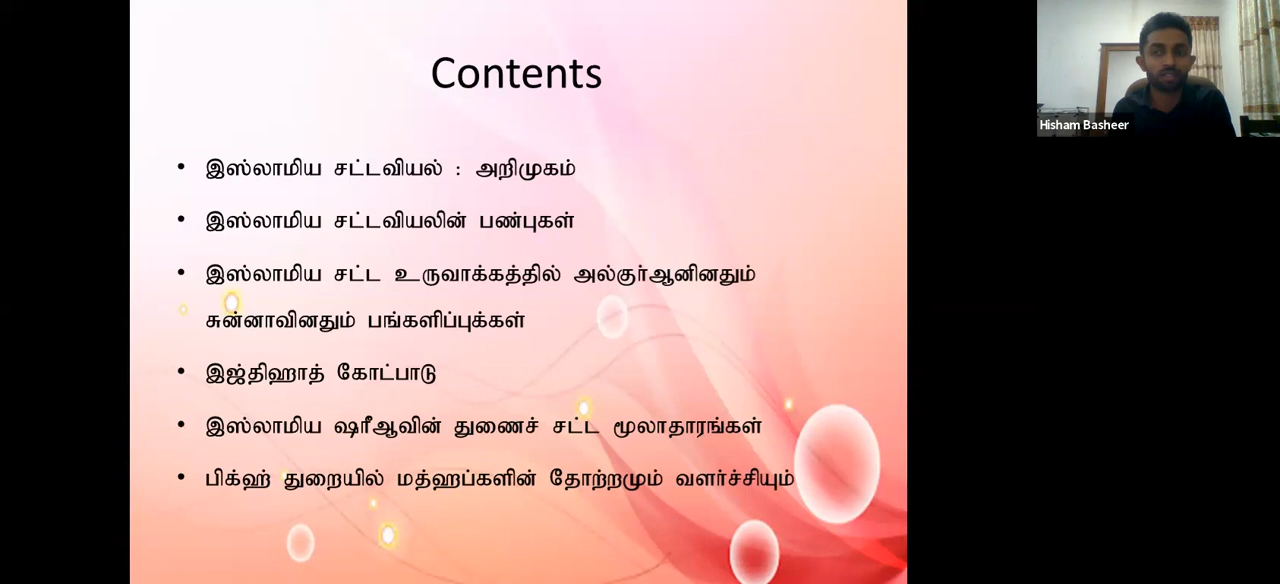 Contents
• இஸ்லாமிய சட்டவியல் : அறிமுகம்
• இஸ்லாமிய சட்டவியலின் பண்புகள்
• இஸ்லாமிய சட்ட உருவாக்கத்தில் அல்குர்ஆனினதும்
சுன்னாவினதும் பங்களிப்புக்கள்
• இஜ்திஹாத் கோட்பாடு
• இஸ்லாமிய ஷரீஆவின் துணைச் சட்ட மூலாதாரங்கள்
• பிக்ஹ் துறையில் மத்ஹப்களின் தோற்றமும் வளர்ச்சியும்
Hisham Basheer